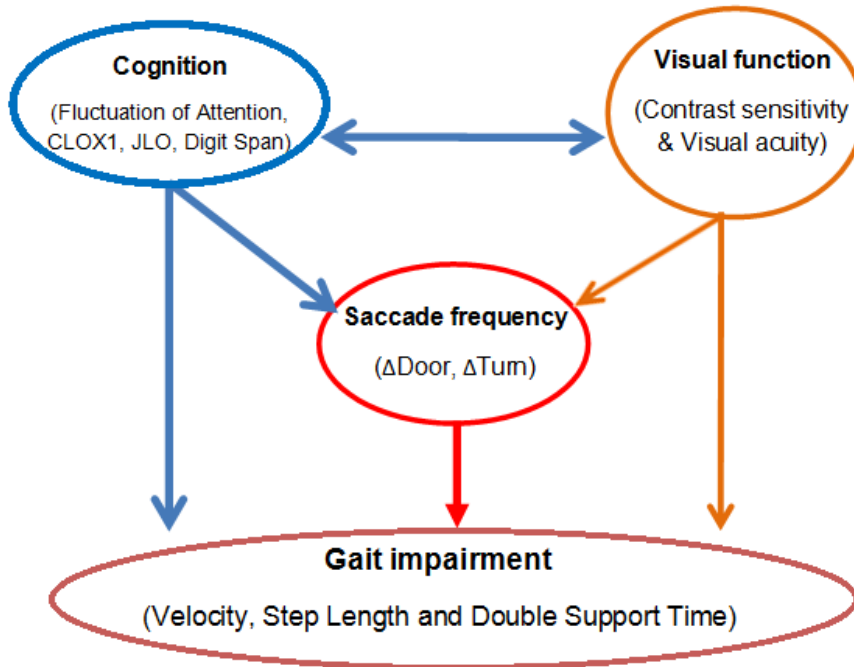 Cognition
(Fluctuation of Attention,
CLOX1, JLO, Digit Span)
Visual function
(Contrast sensitivity
& Visual acuity)
Saccade frequency
(ΔDoor, ΔTurn)
Gait impairment
(Velocity, Step Length and Double Support Time)